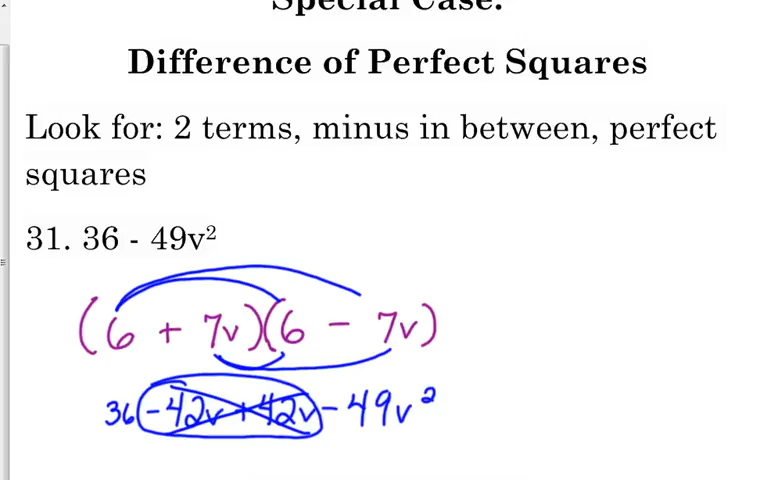 Special Case:
Difference of Perfect Squares
Look for: 2 terms, minus in between, perfect
squares
31. 36 - 49v²
(6 + 7v)(6 - 7v)
36 - 42v + 42v - 49v²